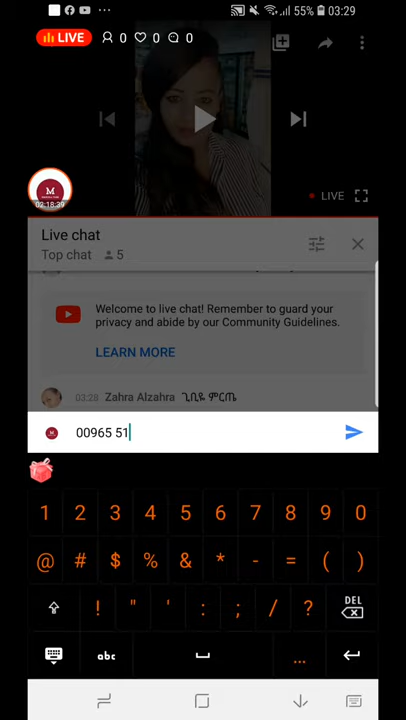 55% 03:29
LIVE 0 0 0
LIVE
M
02:18:39
Live chat
Top chat 5
Welcome to live chat! Remember to guard your
privacy and abide by our Community Guidelines.
LEARN MORE
03:28 Zahra Alzahra ጊቢዬ ምርጤ
00965 51
1 2 3 4 5 6 7 8 9 0
@ # $ % & * - = ( )
! " ' : ; / ? DEL
abc ...